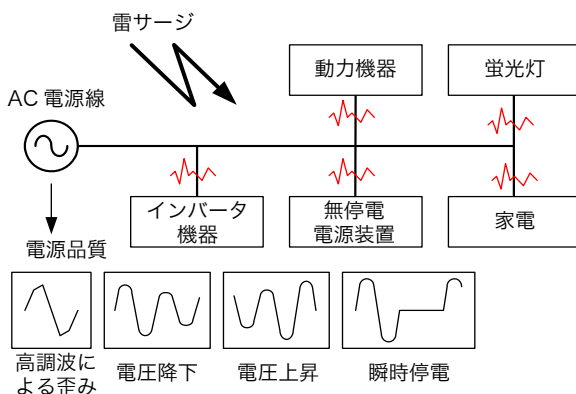 雷サージ
動力機器
蛍光灯
AC 電源線
インバータ
機器
無停電
電源装置
家電
電源品質
高調波に
よる歪み
電圧降下
電圧上昇
瞬時停電